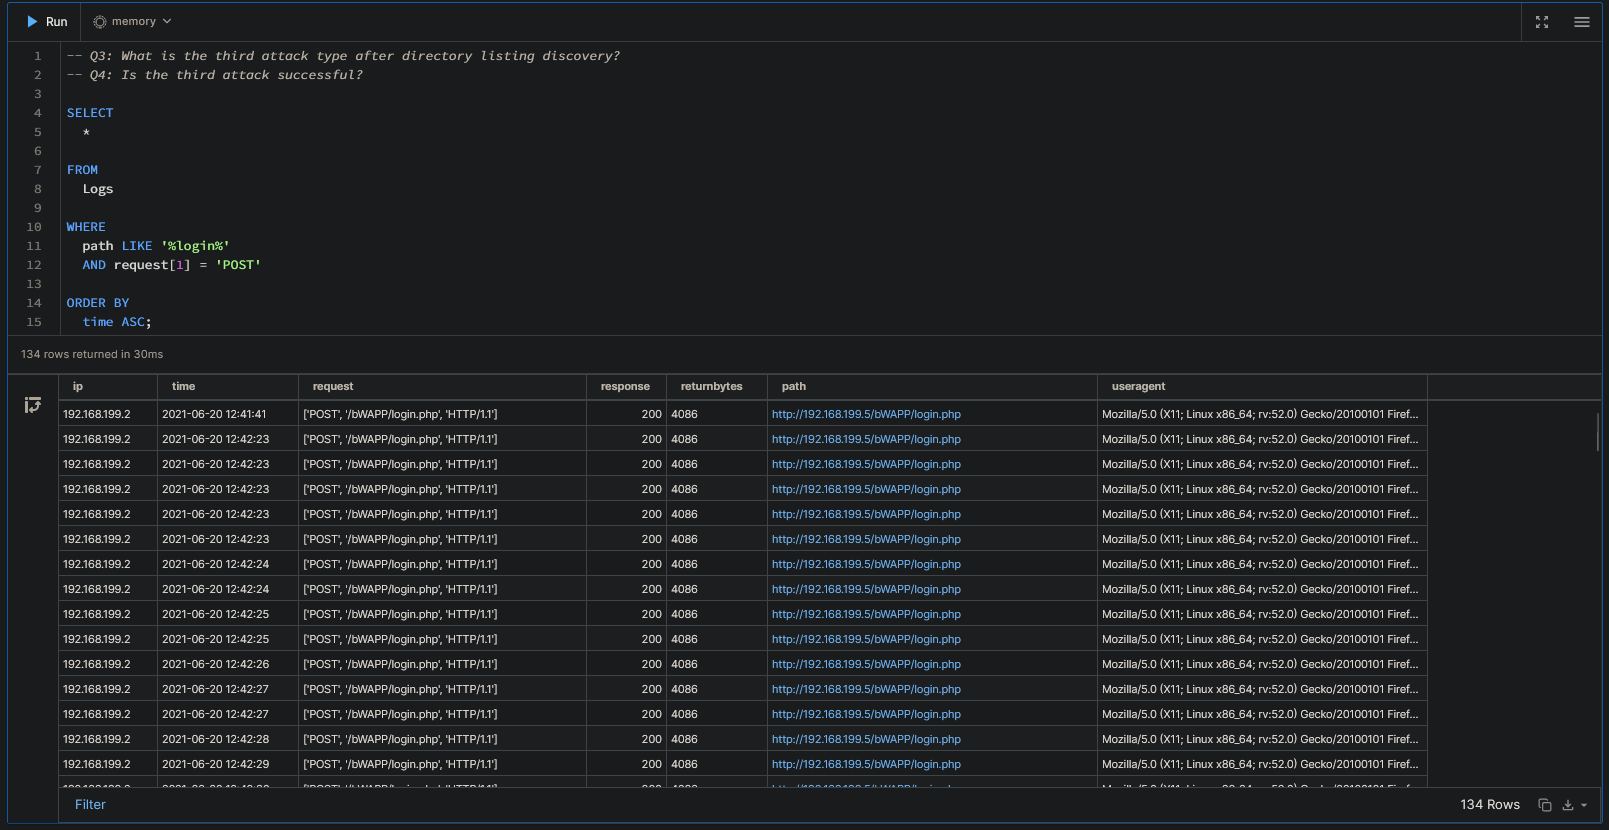 Run memory
1 -- Q3: What is the third attack type after directory listing discovery?
2 -- Q4: Is the third attack successful?
3
4 SELECT
5 *
6
7 FROM
8 Logs
9
10 WHERE
11 path LIKE '%login%'
12 AND request[1] = 'POST'
13
14 ORDER BY
15 time ASC;
134 rows returned in 30ms
ip time request response returnbytes path useragent
192.168.199.2 2021-06-20 12:41:41 ['POST', '/bWAPP/login.php', 'HTTP/1.1'] 200 4086 http://192.168.199.5/bWAPP/login.php Mozilla/5.0 (X11; Linux x86_64; rv:52.0) Gecko/20100101 Firef...
192.168.199.2 2021-06-20 12:42:23 ['POST', '/bWAPP/login.php', 'HTTP/1.1'] 200 4086 http://192.168.199.5/bWAPP/login.php Mozilla/5.0 (X11; Linux x86_64; rv:52.0) Gecko/20100101 Firef...
192.168.199.2 2021-06-20 12:42:23 ['POST', '/bWAPP/login.php', 'HTTP/1.1'] 200 4086 http://192.168.199.5/bWAPP/login.php Mozilla/5.0 (X11; Linux x86_64; rv:52.0) Gecko/20100101 Firef...
192.168.199.2 2021-06-20 12:42:23 ['POST', '/bWAPP/login.php', 'HTTP/1.1'] 200 4086 http://192.168.199.5/bWAPP/login.php Mozilla/5.0 (X11; Linux x86_64; rv:52.0) Gecko/20100101 Firef...
192.168.199.2 2021-06-20 12:42:23 ['POST', '/bWAPP/login.php', 'HTTP/1.1'] 200 4086 http://192.168.199.5/bWAPP/login.php Mozilla/5.0 (X11; Linux x86_64; rv:52.0) Gecko/20100101 Firef...
192.168.199.2 2021-06-20 12:42:23 ['POST', '/bWAPP/login.php', 'HTTP/1.1'] 200 4086 http://192.168.199.5/bWAPP/login.php Mozilla/5.0 (X11; Linux x86_64; rv:52.0) Gecko/20100101 Firef...
192.168.199.2 2021-06-20 12:42:24 ['POST', '/bWAPP/login.php', 'HTTP/1.1'] 200 4086 http://192.168.199.5/bWAPP/login.php Mozilla/5.0 (X11; Linux x86_64; rv:52.0) Gecko/20100101 Firef...
192.168.199.2 2021-06-20 12:42:24 ['POST', '/bWAPP/login.php', 'HTTP/1.1'] 200 4086 http://192.168.199.5/bWAPP/login.php Mozilla/5.0 (X11; Linux x86_64; rv:52.0) Gecko/20100101 Firef...
192.168.199.2 2021-06-20 12:42:25 ['POST', '/bWAPP/login.php', 'HTTP/1.1'] 200 4086 http://192.168.199.5/bWAPP/login.php Mozilla/5.0 (X11; Linux x86_64; rv:52.0) Gecko/20100101 Firef...
192.168.199.2 2021-06-20 12:42:25 ['POST', '/bWAPP/login.php', 'HTTP/1.1'] 200 4086 http://192.168.199.5/bWAPP/login.php Mozilla/5.0 (X11; Linux x86_64; rv:52.0) Gecko/20100101 Firef...
192.168.199.2 2021-06-20 12:42:26 ['POST', '/bWAPP/login.php', 'HTTP/1.1'] 200 4086 http://192.168.199.5/bWAPP/login.php Mozilla/5.0 (X11; Linux x86_64; rv:52.0) Gecko/20100101 Firef...
192.168.199.2 2021-06-20 12:42:27 ['POST', '/bWAPP/login.php', 'HTTP/1.1'] 200 4086 http://192.168.199.5/bWAPP/login.php Mozilla/5.0 (X11; Linux x86_64; rv:52.0) Gecko/20100101 Firef...
192.168.199.2 2021-06-20 12:42:27 ['POST', '/bWAPP/login.php', 'HTTP/1.1'] 200 4086 http://192.168.199.5/bWAPP/login.php Mozilla/5.0 (X11; Linux x86_64; rv:52.0) Gecko/20100101 Firef...
192.168.199.2 2021-06-20 12:42:28 ['POST', '/bWAPP/login.php', 'HTTP/1.1'] 200 4086 http://192.168.199.5/bWAPP/login.php Mozilla/5.0 (X11; Linux x86_64; rv:52.0) Gecko/20100101 Firef...
192.168.199.2 2021-06-20 12:42:29 ['POST', '/bWAPP/login.php', 'HTTP/1.1'] 200 4086 http://192.168.199.5/bWAPP/login.php Mozilla/5.0 (X11; Linux x86_64; rv:52.0) Gecko/20100101 Firef...
Filter 134 Rows